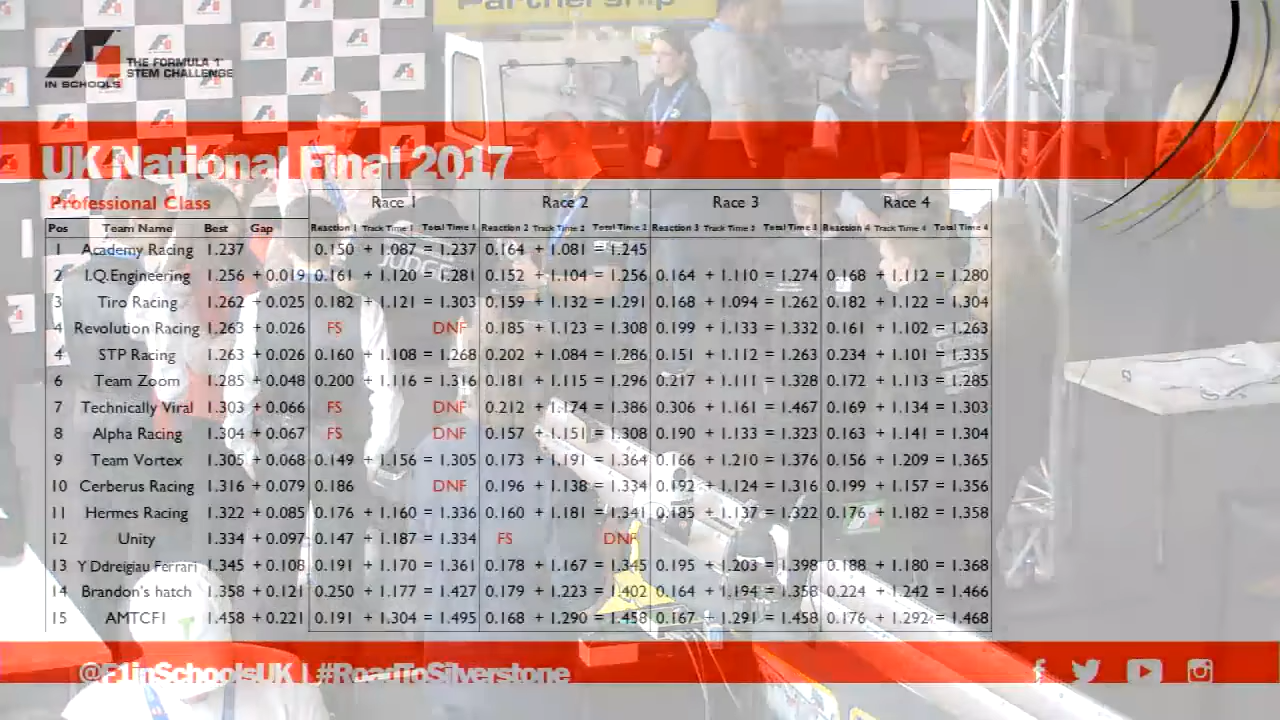 Partnership
THE FORMULA 1
STEM CHALLENGE
IN SCHOOLS
UK National Final 2017
Professional Class Race 1 Race 2 Race 3 Race 4
Pos Team Name Best Gap Reaction 1 Track Time 1 Total Time 1 Reaction 2 Track Time 2 Total Time 2 Reaction 3 Track Time 3 Total Time 3 Reaction 4 Track Time 4 Total Time 4
1 Academy Racing 1.237 0.150 + 1.087 = 1.237 0.164 + 1.081 = 1.245
2 I.Q.Engineering 1.256 +0.019 0.161 + 1.120 = 1.281 0.152 + 1.104 = 1.256 0.164 + 1.110 = 1.274 0.168 + 1.112 = 1.280
3 Tiro Racing 1.262 +0.025 0.182 + 1.121 = 1.303 0.159 + 1.132 = 1.291 0.168 + 1.094 = 1.262 0.182 + 1.122 = 1.304
4 Revolution Racing 1.263 +0.026 FS DNF 0.185 + 1.123 = 1.308 0.199 + 1.133 = 1.332 0.161 + 1.102 = 1.263
4 STP Racing 1.263 +0.026 0.160 + 1.108 = 1.268 0.202 + 1.084 = 1.286 0.151 + 1.112 = 1.263 0.234 + 1.101 = 1.335
6 Team Zoom 1.285 +0.048 0.200 + 1.116 = 1.316 0.181 + 1.115 = 1.296 0.217 + 1.111 = 1.328 0.172 + 1.113 = 1.285
7 Technically Viral 1.303 +0.066 FS DNF 0.212 + 1.174 = 1.386 0.306 + 1.161 = 1.467 0.169 + 1.134 = 1.303
8 Alpha Racing 1.304 +0.067 FS DNF 0.157 + 1.151 = 1.308 0.190 + 1.133 = 1.323 0.163 + 1.141 = 1.304
9 Team Vortex 1.305 +0.068 0.149 + 1.156 = 1.305 0.173 + 1.191 = 1.364 0.166 + 1.210 = 1.376 0.156 + 1.209 = 1.365
10 Cerberus Racing 1.316 +0.079 0.186 DNF 0.196 + 1.138 = 1.334 0.192 + 1.124 = 1.316 0.199 + 1.157 = 1.356
11 Hermes Racing 1.322 +0.085 0.176 + 1.160 = 1.336 0.160 + 1.181 = 1.341 0.185 + 1.137 = 1.322 0.176 + 1.182 = 1.358
12 Unity 1.334 +0.097 0.147 + 1.187 = 1.334 FS DNF
13 Y Ddreigiau Ferrari 1.345 +0.108 0.191 + 1.170 = 1.361 0.178 + 1.167 = 1.345 0.195 + 1.203 = 1.398 0.188 + 1.180 = 1.368
14 Brandon's hatch 1.358 +0.121 0.250 + 1.177 = 1.427 0.179 + 1.223 = 1.402 0.164 + 1.194 = 1.358 0.224 + 1.242 = 1.466
15 AMTCF1 1.458 +0.221 0.191 + 1.304 = 1.495 0.168 + 1.290 = 1.458 0.167 + 1.291 = 1.458 0.176 + 1.292 = 1.468
JUDGE
@F1inSchoolsUK | #RoadToSilverstone